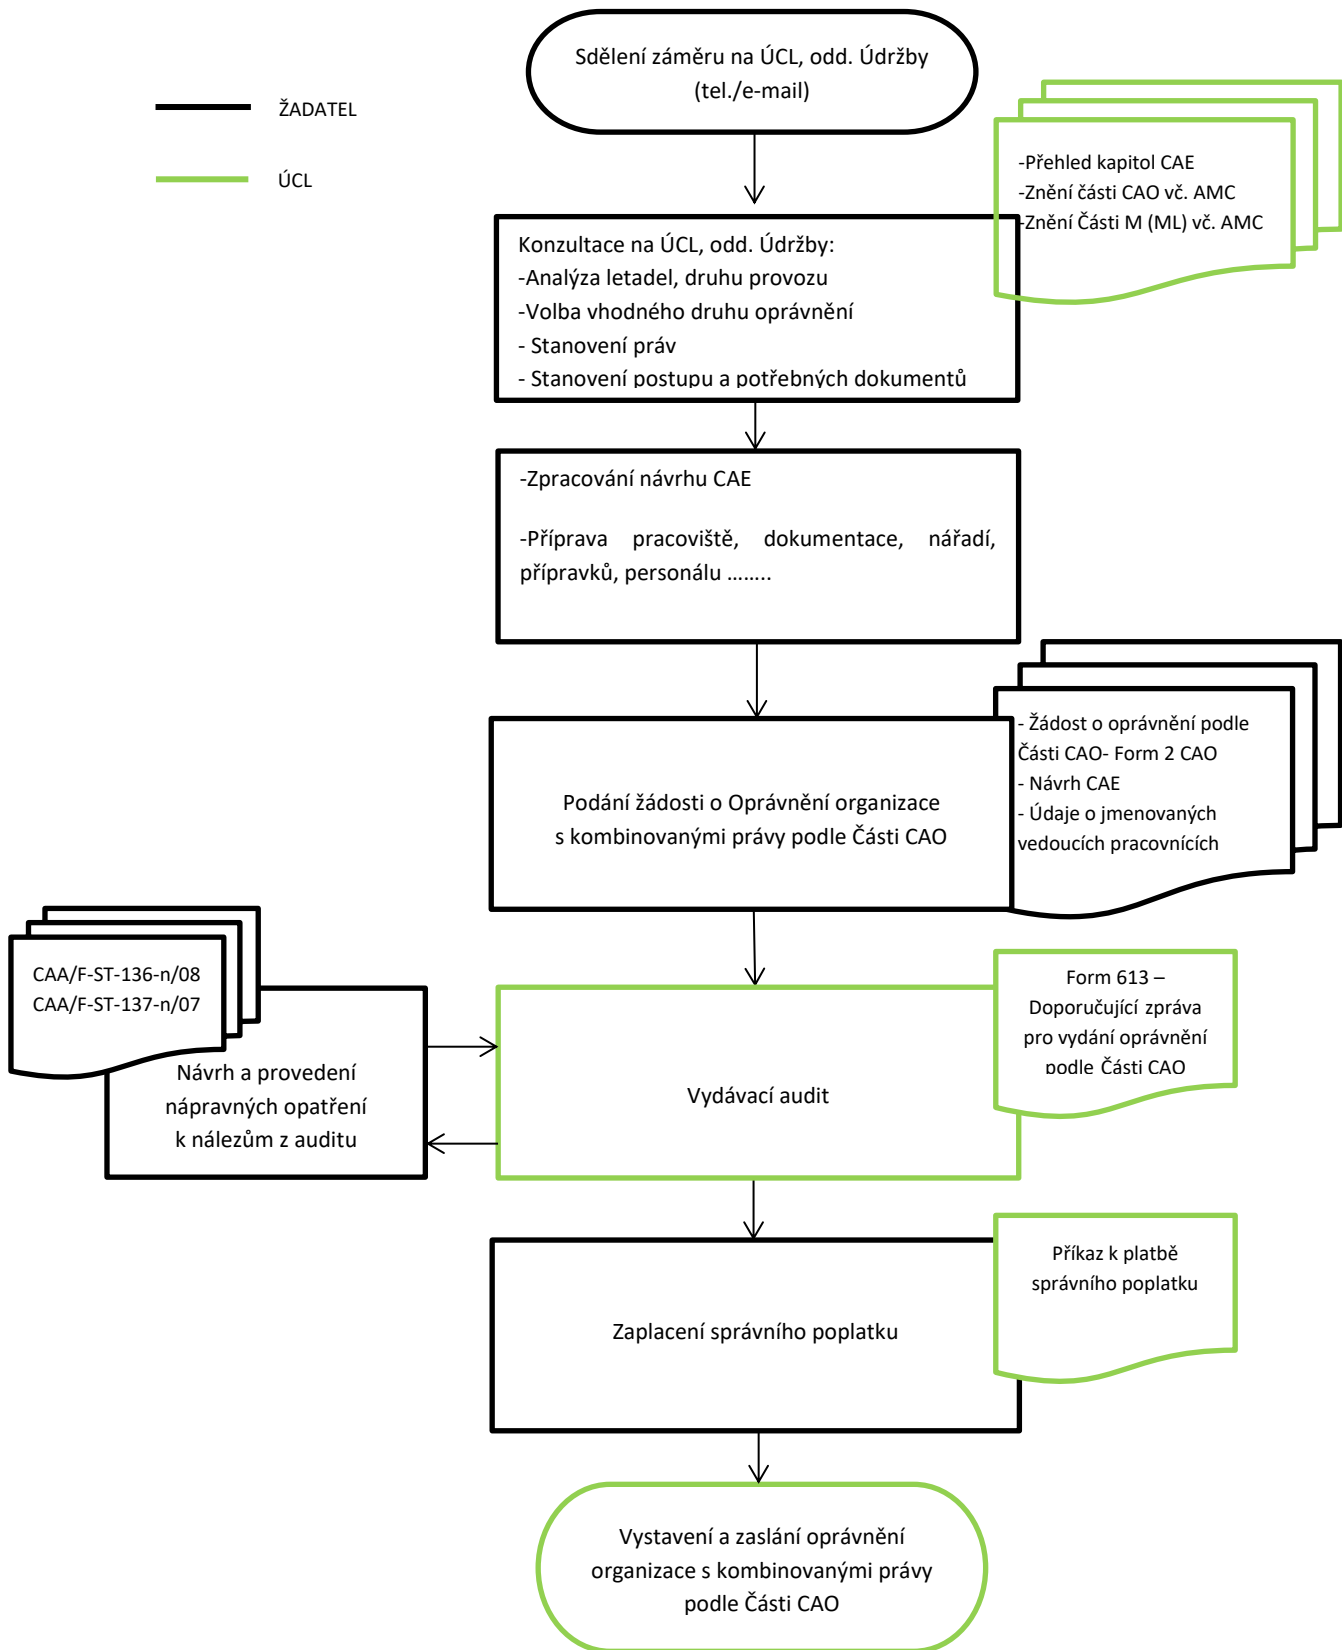 Sdělení záměru na ÚCL, odd. Údržby
(tel./e-mail)
ŽADATEL
ÚCL
-Přehled kapitol CAE
-Znění části CAO vč. AMC
-Znění Části M (ML) vč. AMC
Konzultace na ÚCL, odd. Údržby:
-Analýza letadel, druhu provozu
-Volba vhodného druhu oprávnění
- Stanovení práv
- Stanovení postupu a potřebných dokumentů
-Zpracování návrhu CAE
-Příprava pracoviště, dokumentace, nářadí,
přípravků, personálu ........
Podání žádosti o Oprávnění organizace
s kombinovanými právy podle Části CAO
- Žádost o oprávnění podle
Části CAO- Form 2 CAO
- Návrh CAE
- Údaje o jmenovaných
vedoucích pracovnících
CAA/F-ST-136-n/08
CAA/F-ST-137-n/07
Návrh a provedení
nápravných opatření
k nálezům z auditu
Vydávací audit
Form 613 –
Doporučující zpráva
pro vydání oprávnění
podle Části CAO
Zaplacení správního poplatku
Příkaz k platbě
správního poplatku
Vystavení a zaslání oprávnění
organizace s kombinovanými právy
podle Části CAO